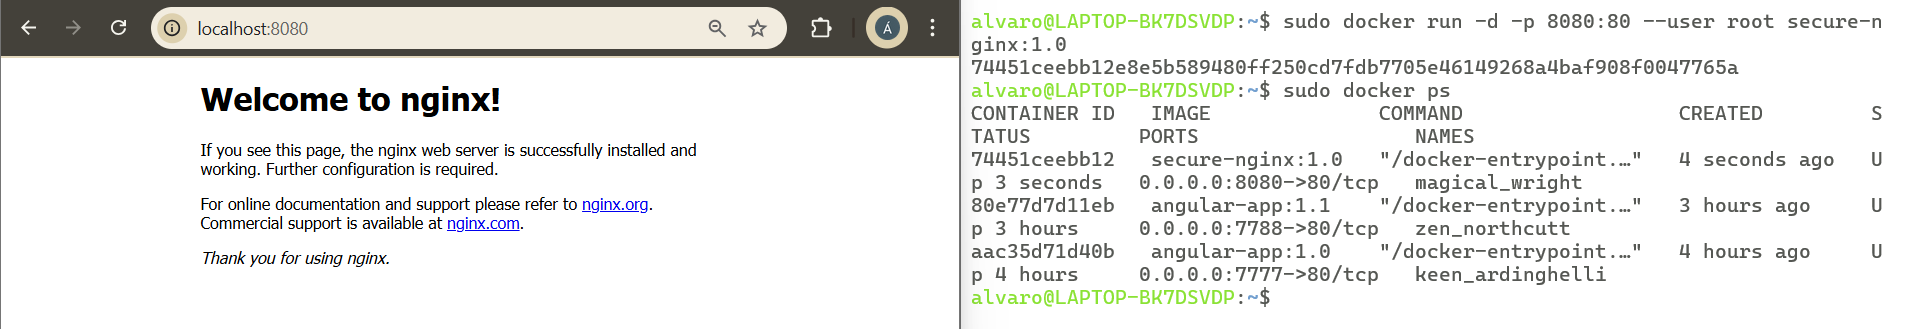 localhost:8080
Á
Welcome to nginx!
If you see this page, the nginx web server is successfully installed and
working. Further configuration is required.
For online documentation and support please refer to nginx.org.
Commercial support is available at nginx.com.
Thank you for using nginx.
alvaro@LAPTOP-BK7DSVDP:~$ sudo docker run -d -p 8080:80 --user root secure-n
ginx:1.0
74451ceebb12e8e5b589480ff250cd7fdb7705e46149268a4baf908f0047765a
alvaro@LAPTOP-BK7DSVDP:~$ sudo docker ps
CONTAINER ID   IMAGE              COMMAND                  CREATED         S
TATUS         PORTS                  NAMES
74451ceebb12   secure-nginx:1.0   "/docker-entrypoint.…"   4 seconds ago   U
p 3 seconds   0.0.0.0:8080->80/tcp   magical_wright
80e77d7d11eb   angular-app:1.1    "/docker-entrypoint.…"   3 hours ago     U
p 3 hours     0.0.0.0:7788->80/tcp   zen_northcutt
aac35d71d40b   angular-app:1.0    "/docker-entrypoint.…"   4 hours ago     U
p 4 hours     0.0.0.0:7777->80/tcp   keen_ardinghelli
alvaro@LAPTOP-BK7DSVDP:~$